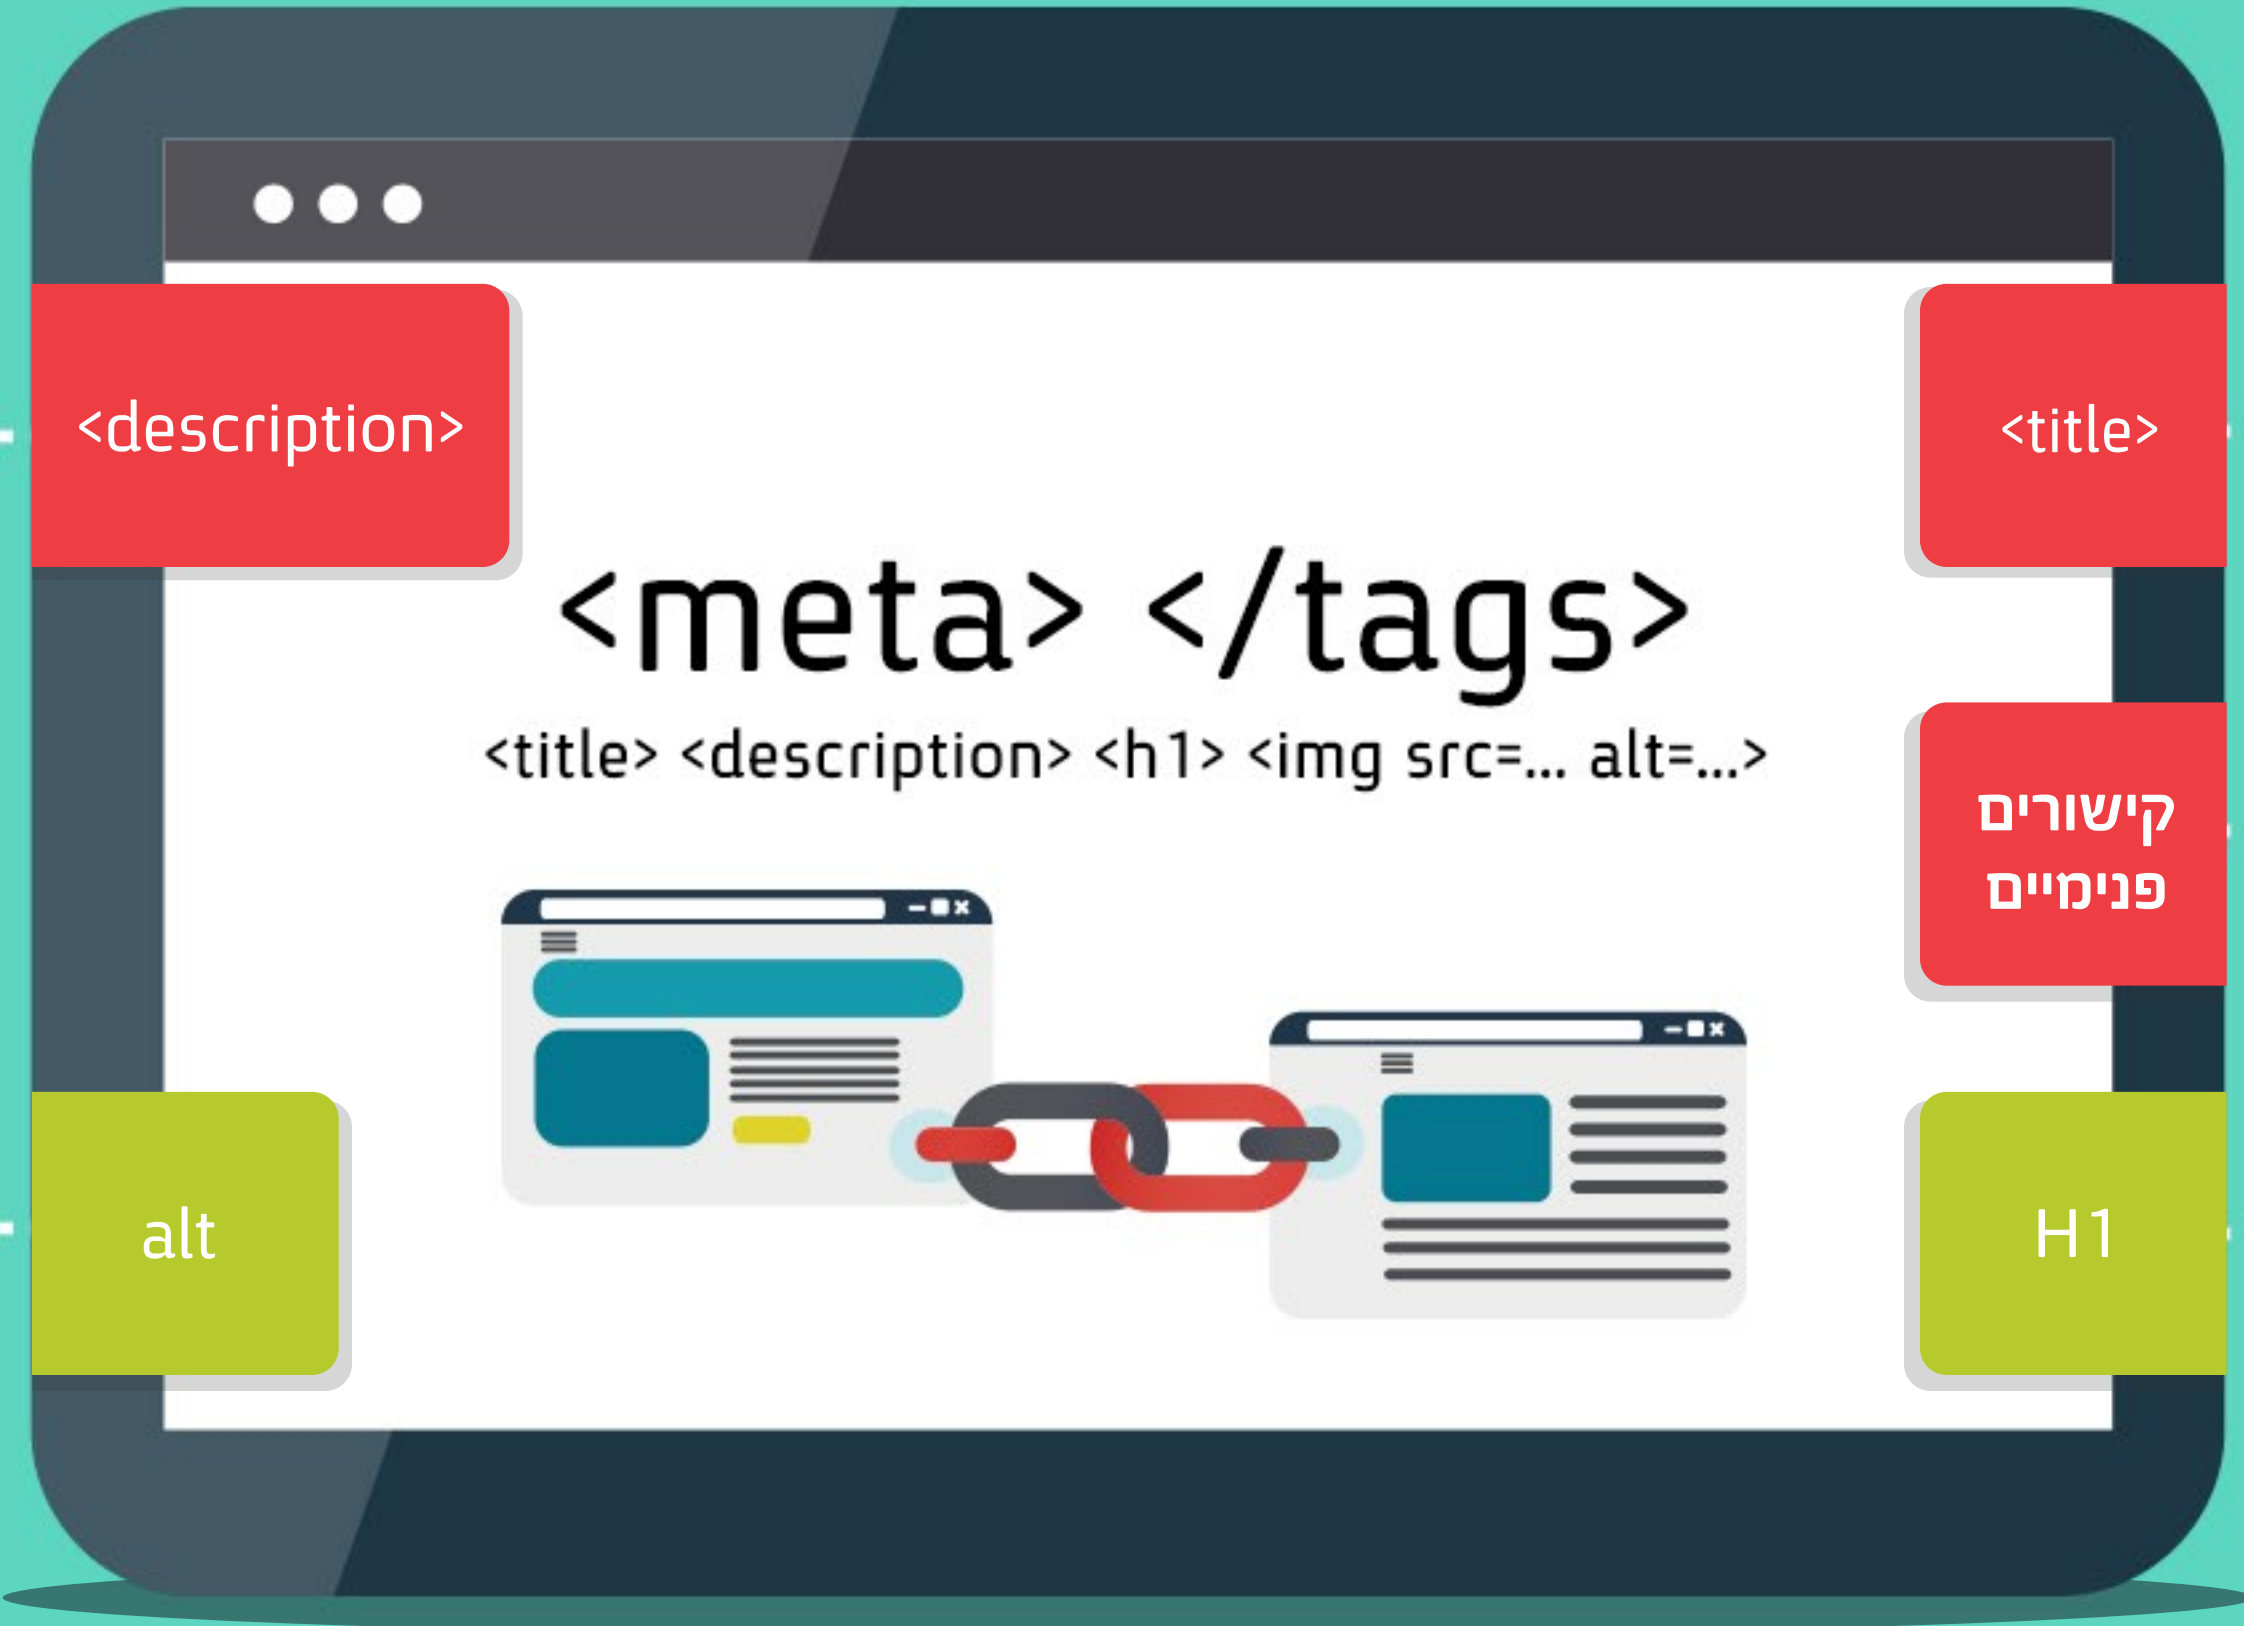 <description>
<title>
<meta> </tags>
<title> <description> <h1> <img src=... alt=...>
קישורים
פנימיים
alt
H1